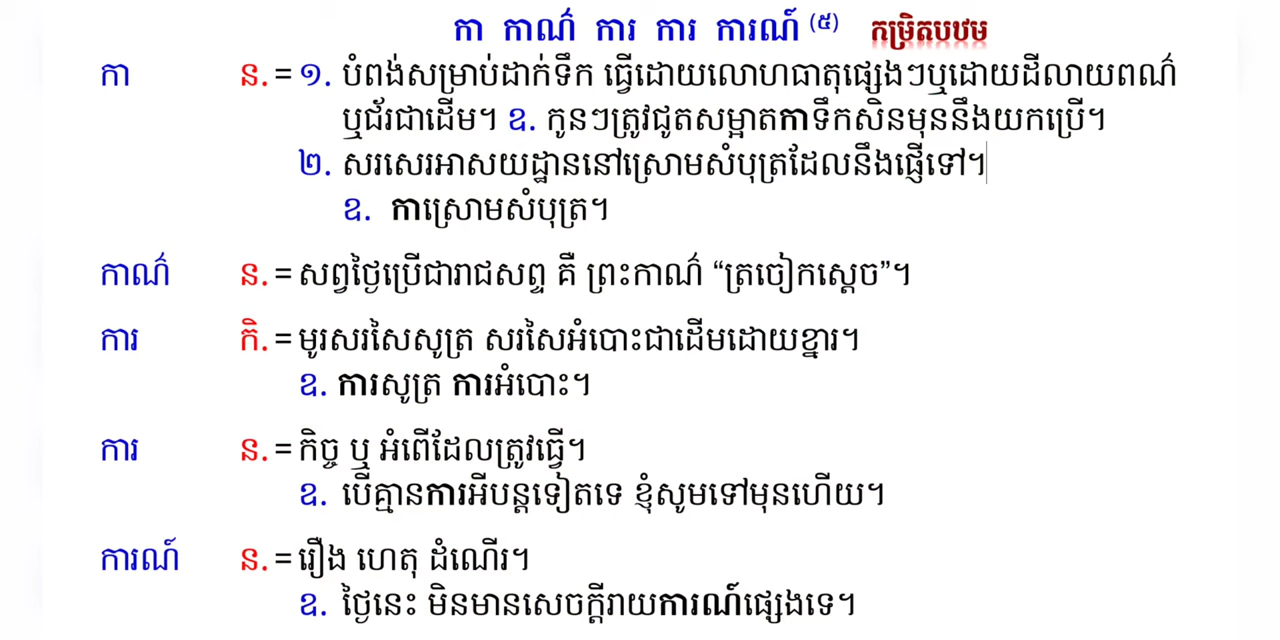 កា កាណ៌ ការ ការ ការណ៍ (៥) កម្រិតបឋម
កា ន. = ១. បំពង់សម្រាប់ដាក់ទឹក ធ្វើដោយលោហធាតុផ្សេងៗឬដោយដីលាយពណ៌
ឬជ័រជាដើម។ ឧ. កូនៗត្រូវជូតសម្អាតកាទឹកសិនមុននឹងយកប្រើ។
២. សរសេរអាសយដ្ឋាននៅស្រោមសំបុត្រដែលនឹងផ្ញើទៅ។
ឧ. កាស្រោមសំបុត្រ។
កាណ៌ ន. = សព្វថ្ងៃប្រើជារាជសព្ទ គឺ ព្រះកាណ៌ “ត្រចៀកស្តេច”។
ការ កិ. = មូរសរសៃសូត្រ សរសៃអំបោះជាដើមដោយខ្នារ។
ឧ. ការសូត្រ ការអំបោះ។
ការ ន. = កិច្ច ឬ អំពើដែលត្រូវធ្វើ។
ឧ. បើគ្មានការអីបន្តទៀតទេ ខ្ញុំសូមទៅមុនហើយ។
ការណ៍ ន. = រឿង ហេតុ ដំណើរ។
ឧ. ថ្ងៃនេះ មិនមានសេចក្តីរាយការណ៍ផ្សេងទេ។